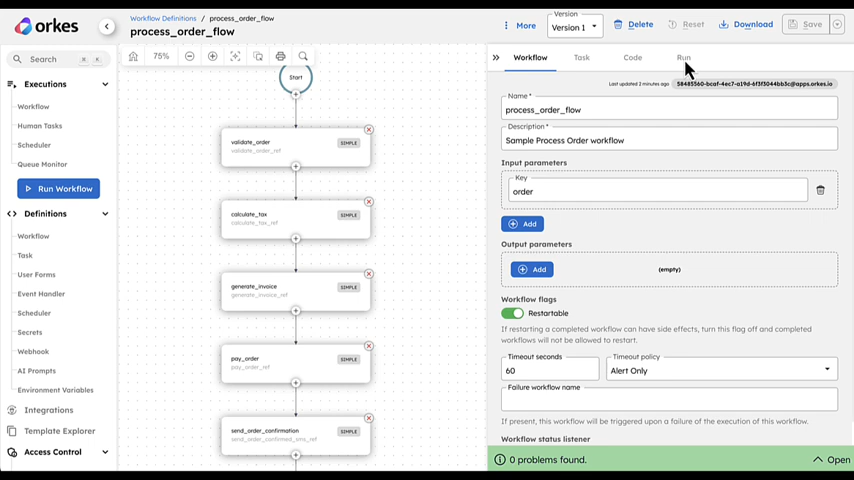 orkes
Workflow Definitions / process_order_flow
process_order_flow
More
Version
Version 1
Delete
Reset
Download
Save
Search
⌘ K
Executions
Workflow
Human Tasks
Scheduler
Queue Monitor
Run Workflow
Definitions
Workflow
Task
User Forms
Event Handler
Scheduler
Secrets
Webhook
AI Prompts
Environment Variables
Integrations
Template Explorer
Access Control
75%
Start
validate_order
validate_order_ref
SIMPLE
calculate_tax
calculate_tax_ref
SIMPLE
generate_invoice
generate_invoice_ref
SIMPLE
pay_order
pay_order_ref
SIMPLE
send_order_confirmation
send_order_confirmed_sms_ref
SIMPLE
Workflow Task Code Run
Last updated 2 minutes ago
Name*
process_order_flow
Description*
Sample Process Order workflow
Input parameters
Key
order
Add
Output parameters
Add
(empty)
Workflow flags
Restartable
If restarting a completed workflow can have side effects, turn this flag off and completed
workflows will not be allowed to restart.
Timeout seconds
60
Timeout policy
Alert Only
Failure workflow name
If present, this workflow will be triggered upon a failure of the execution of this workflow.
Workflow status listener
0 problems found.
Open